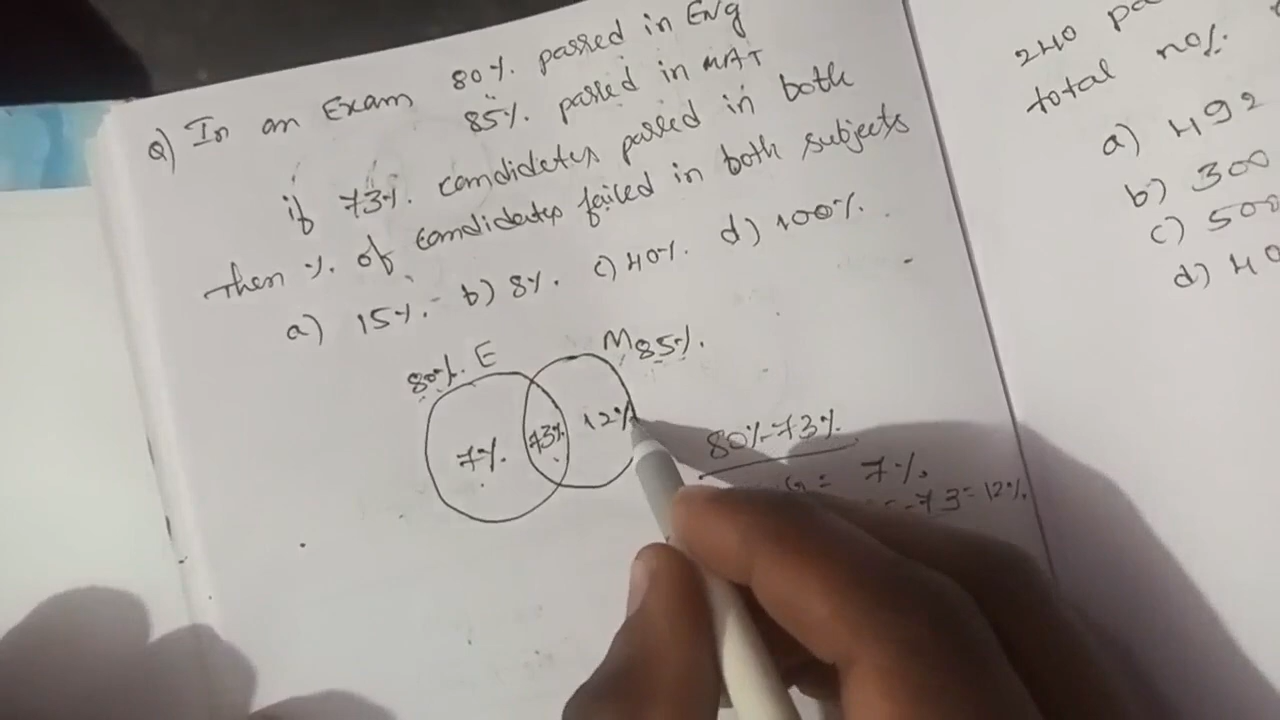 Q) In an Exam 80%. passed in ENg
85%. passed in MAT
if 73%. candidates passed in both
then %. of candidates failed in both subjects
a) 15%. b) 8%. c) 40%. d) 100%.
80%. E M 85%.
7%. 73% 12%
80%-73%
= 7%.
-73=12%
240
total no%.
a) 492
b) 300
c) 500
d) 40